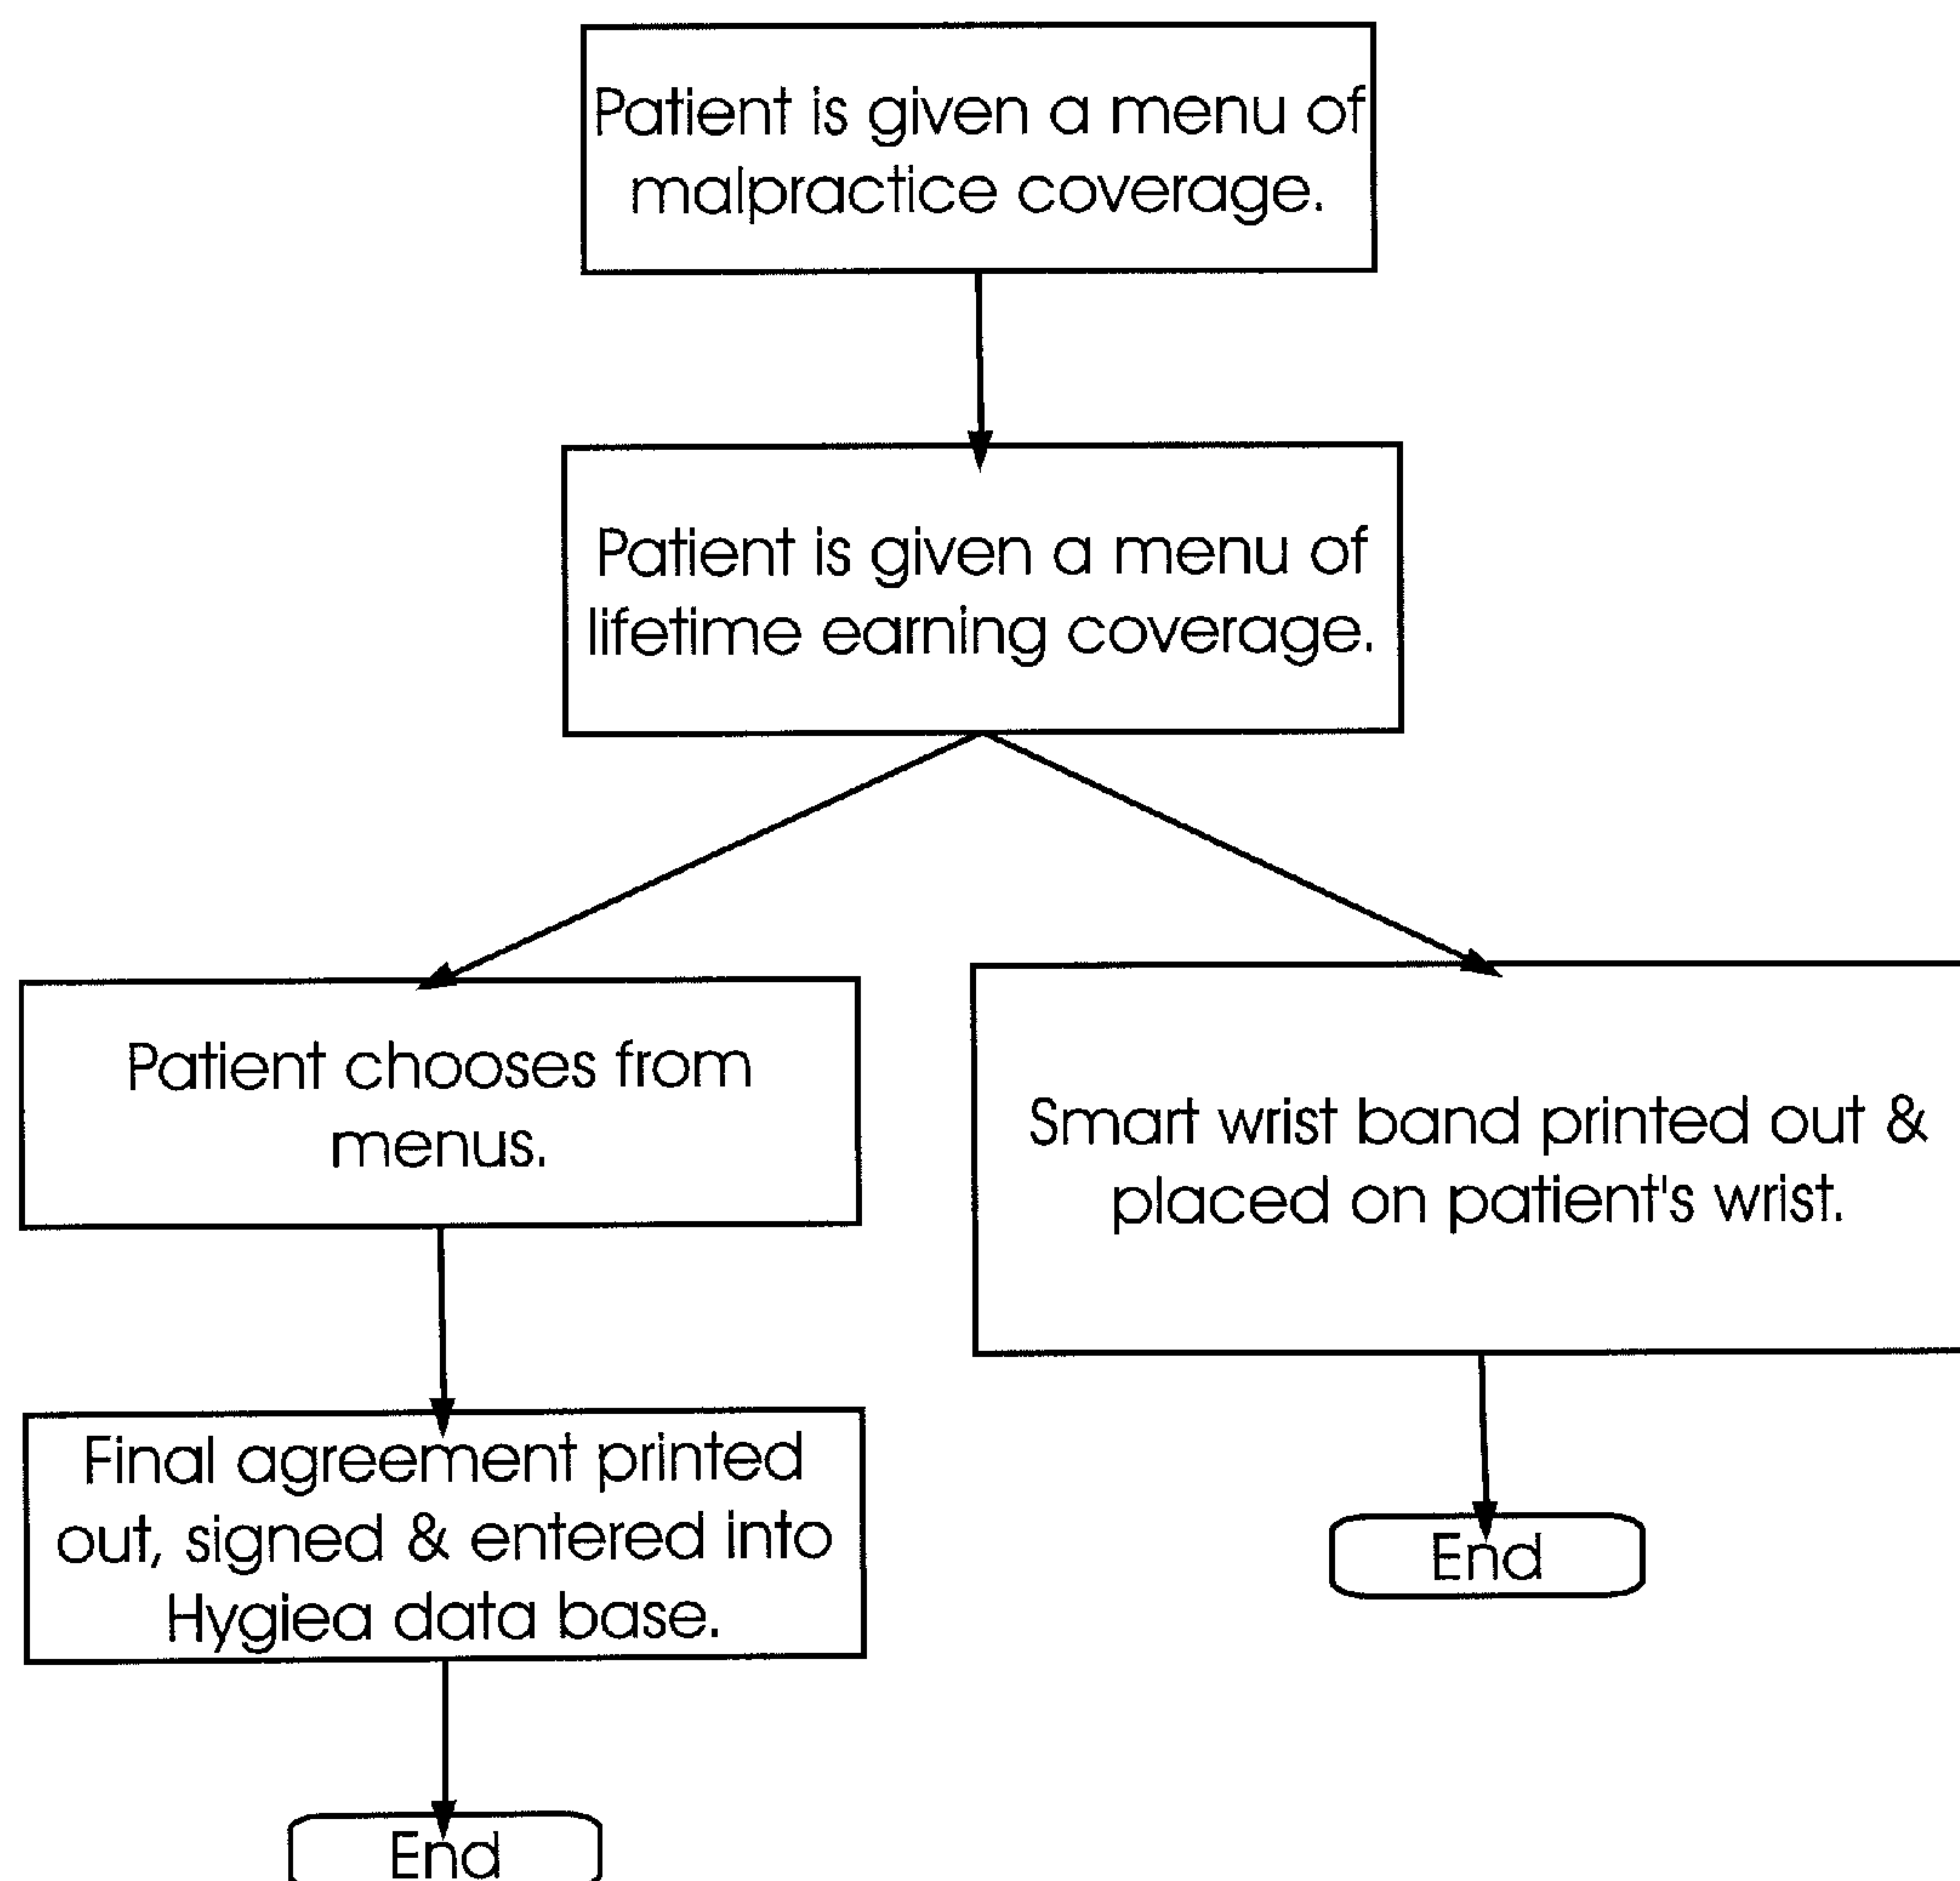 Patient is given a menu of
malpractice coverage.
Patient is given a menu of
lifetime earning coverage.
Patient chooses from
menus.
Smart wrist band printed out &
placed on patient's wrist.
Final agreement printed
out, signed & entered into
Hygiea data base.
End
End